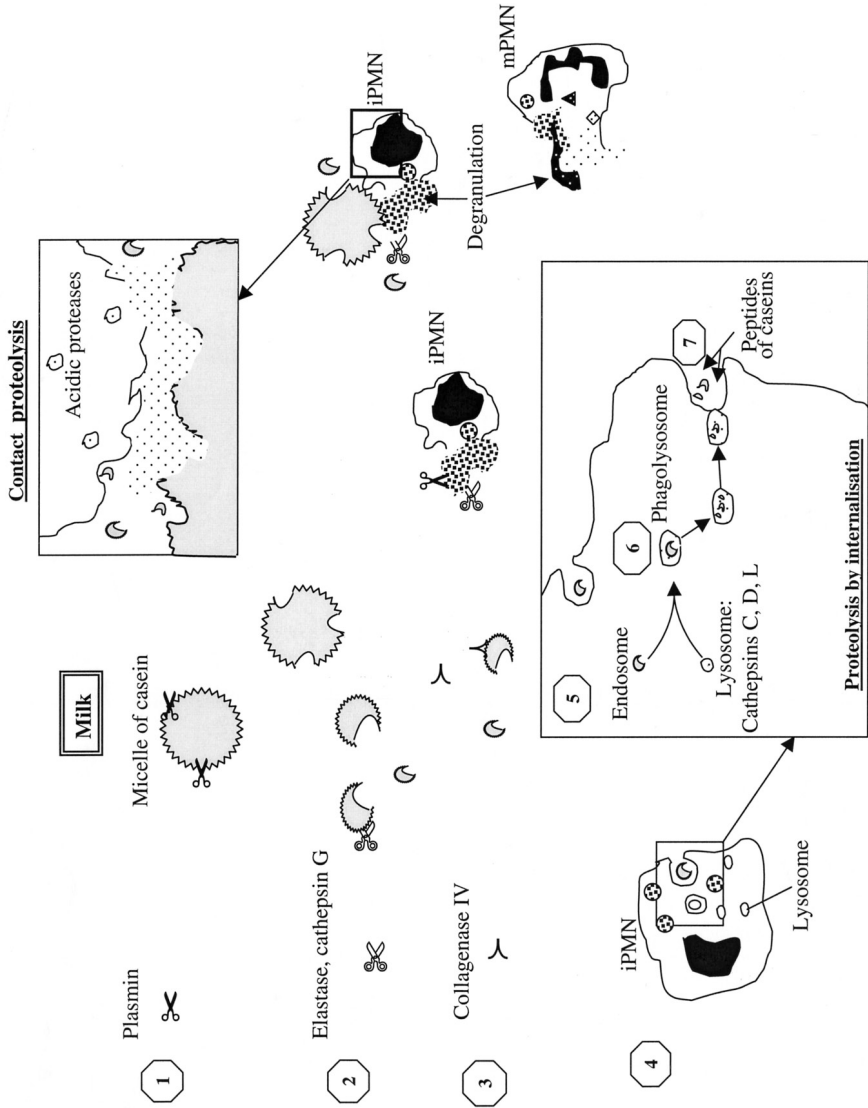 Milk
Contact proteolysis
Acidic proteases
1
Plasmin
Micelle of casein
2
Elastase, cathepsin G
iPMN
iPMN
Degranulation
mPMN
3
Collagenase IV
4
iPMN
Lysosome
5
Endosome
Lysosome:
Cathepsins C, D, L
6
Phagolysosome
7
Peptides
of caseins
Proteolysis by internalisation